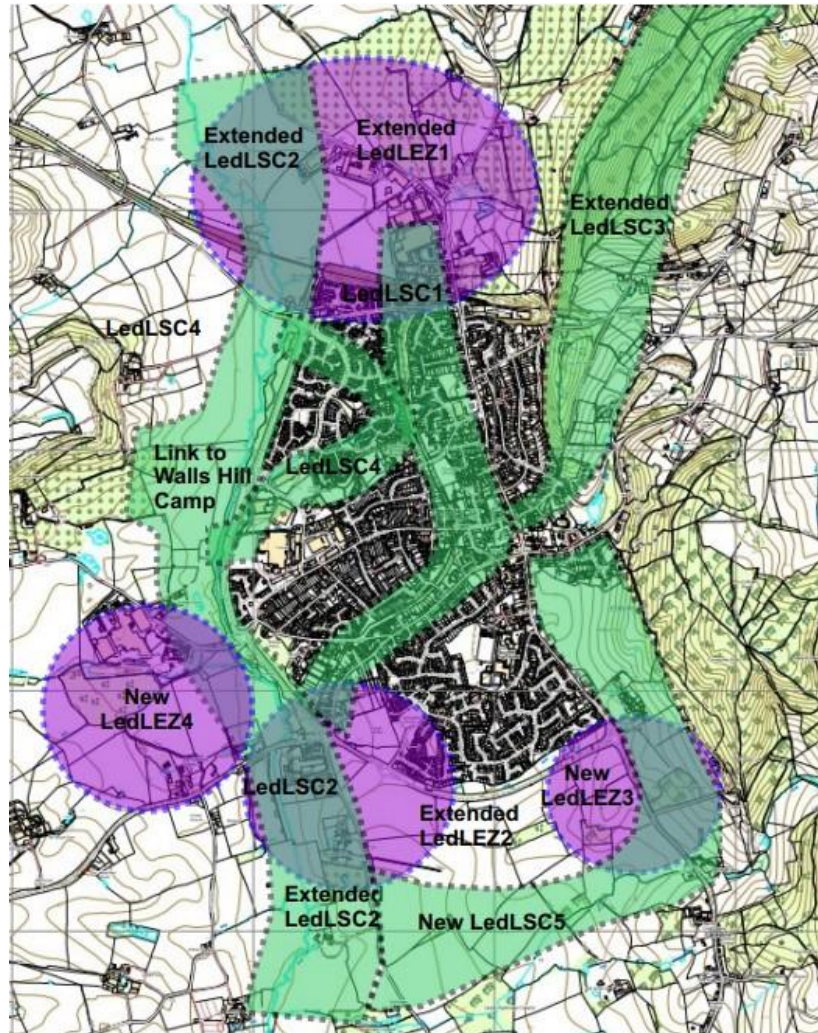 Extended
LedLSC2
Extended
LedLEZ1
Extended
LedLSC3
LedLSC1
LedLSC4
Link to
Walls Hill
Camp
LedLSC4
New
LedLEZ4
LedLSC2
New
LedLEZ3
Extended
LedLEZ2
Extended
LedLSC2
New LedLSC5